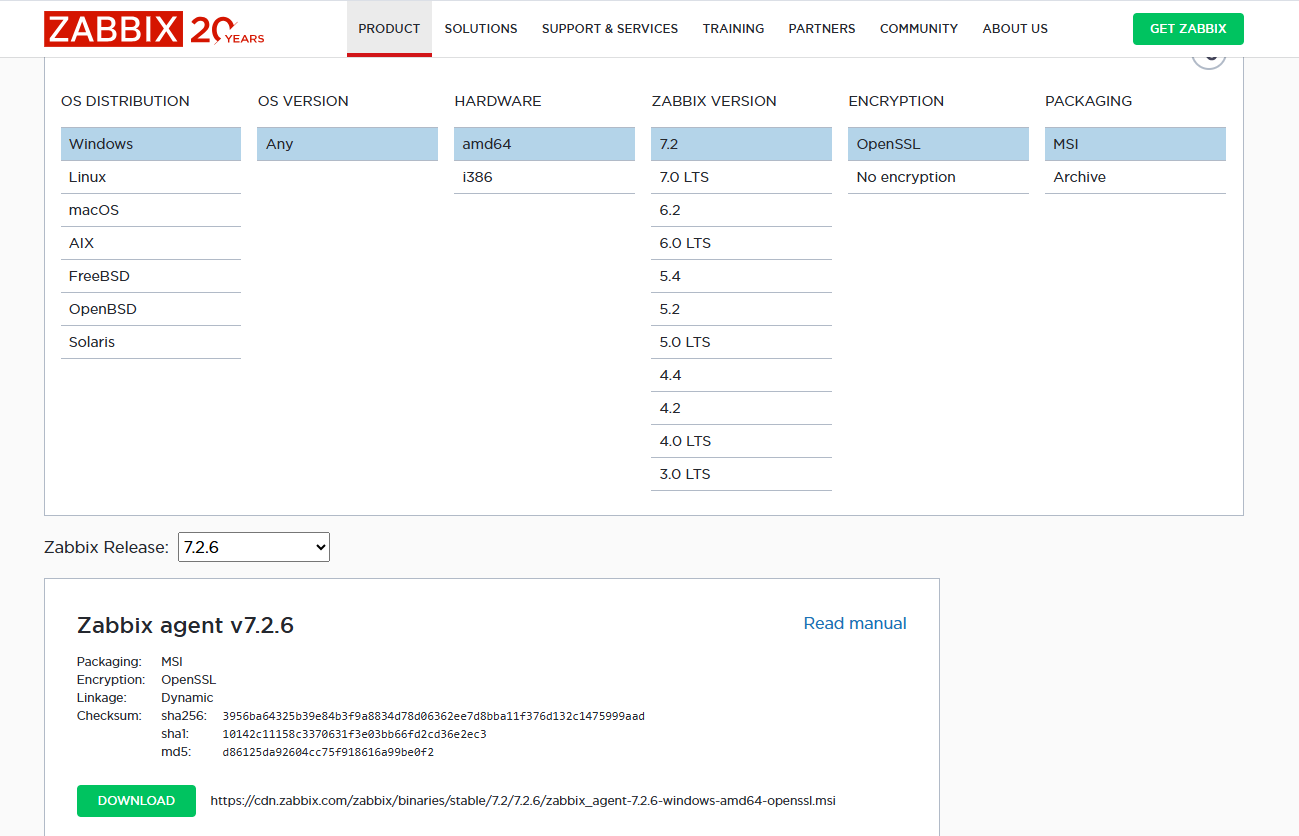 ZABBIX 20 YEARS PRODUCT SOLUTIONS SUPPORT & SERVICES TRAINING PARTNERS COMMUNITY ABOUT US GET ZABBIX
OS DISTRIBUTION OS VERSION HARDWARE ZABBIX VERSION ENCRYPTION PACKAGING
Windows Any amd64 7.2 OpenSSL MSI
Linux i386 7.0 LTS No encryption Archive
macOS 6.2
AIX 6.0 LTS
FreeBSD 5.4
OpenBSD 5.2
Solaris 5.0 LTS
4.4
4.2
4.0 LTS
3.0 LTS
Zabbix Release: 7.2.6
Zabbix agent v7.2.6 Read manual
Packaging: MSI
Encryption: OpenSSL
Linkage: Dynamic
Checksum: sha256: 3956ba64325b39e84b3f9a8834d78d06362ee7d8bba11f376d132c1475999aad
sha1: 10142c11158c3370631f3e03bb66fd2cd36e2ec3
md5: d86125da92604cc75f918616a99be0f2
DOWNLOAD https://cdn.zabbix.com/zabbix/binaries/stable/7.2/7.2.6/zabbix_agent-7.2.6-windows-amd64-openssl.msi